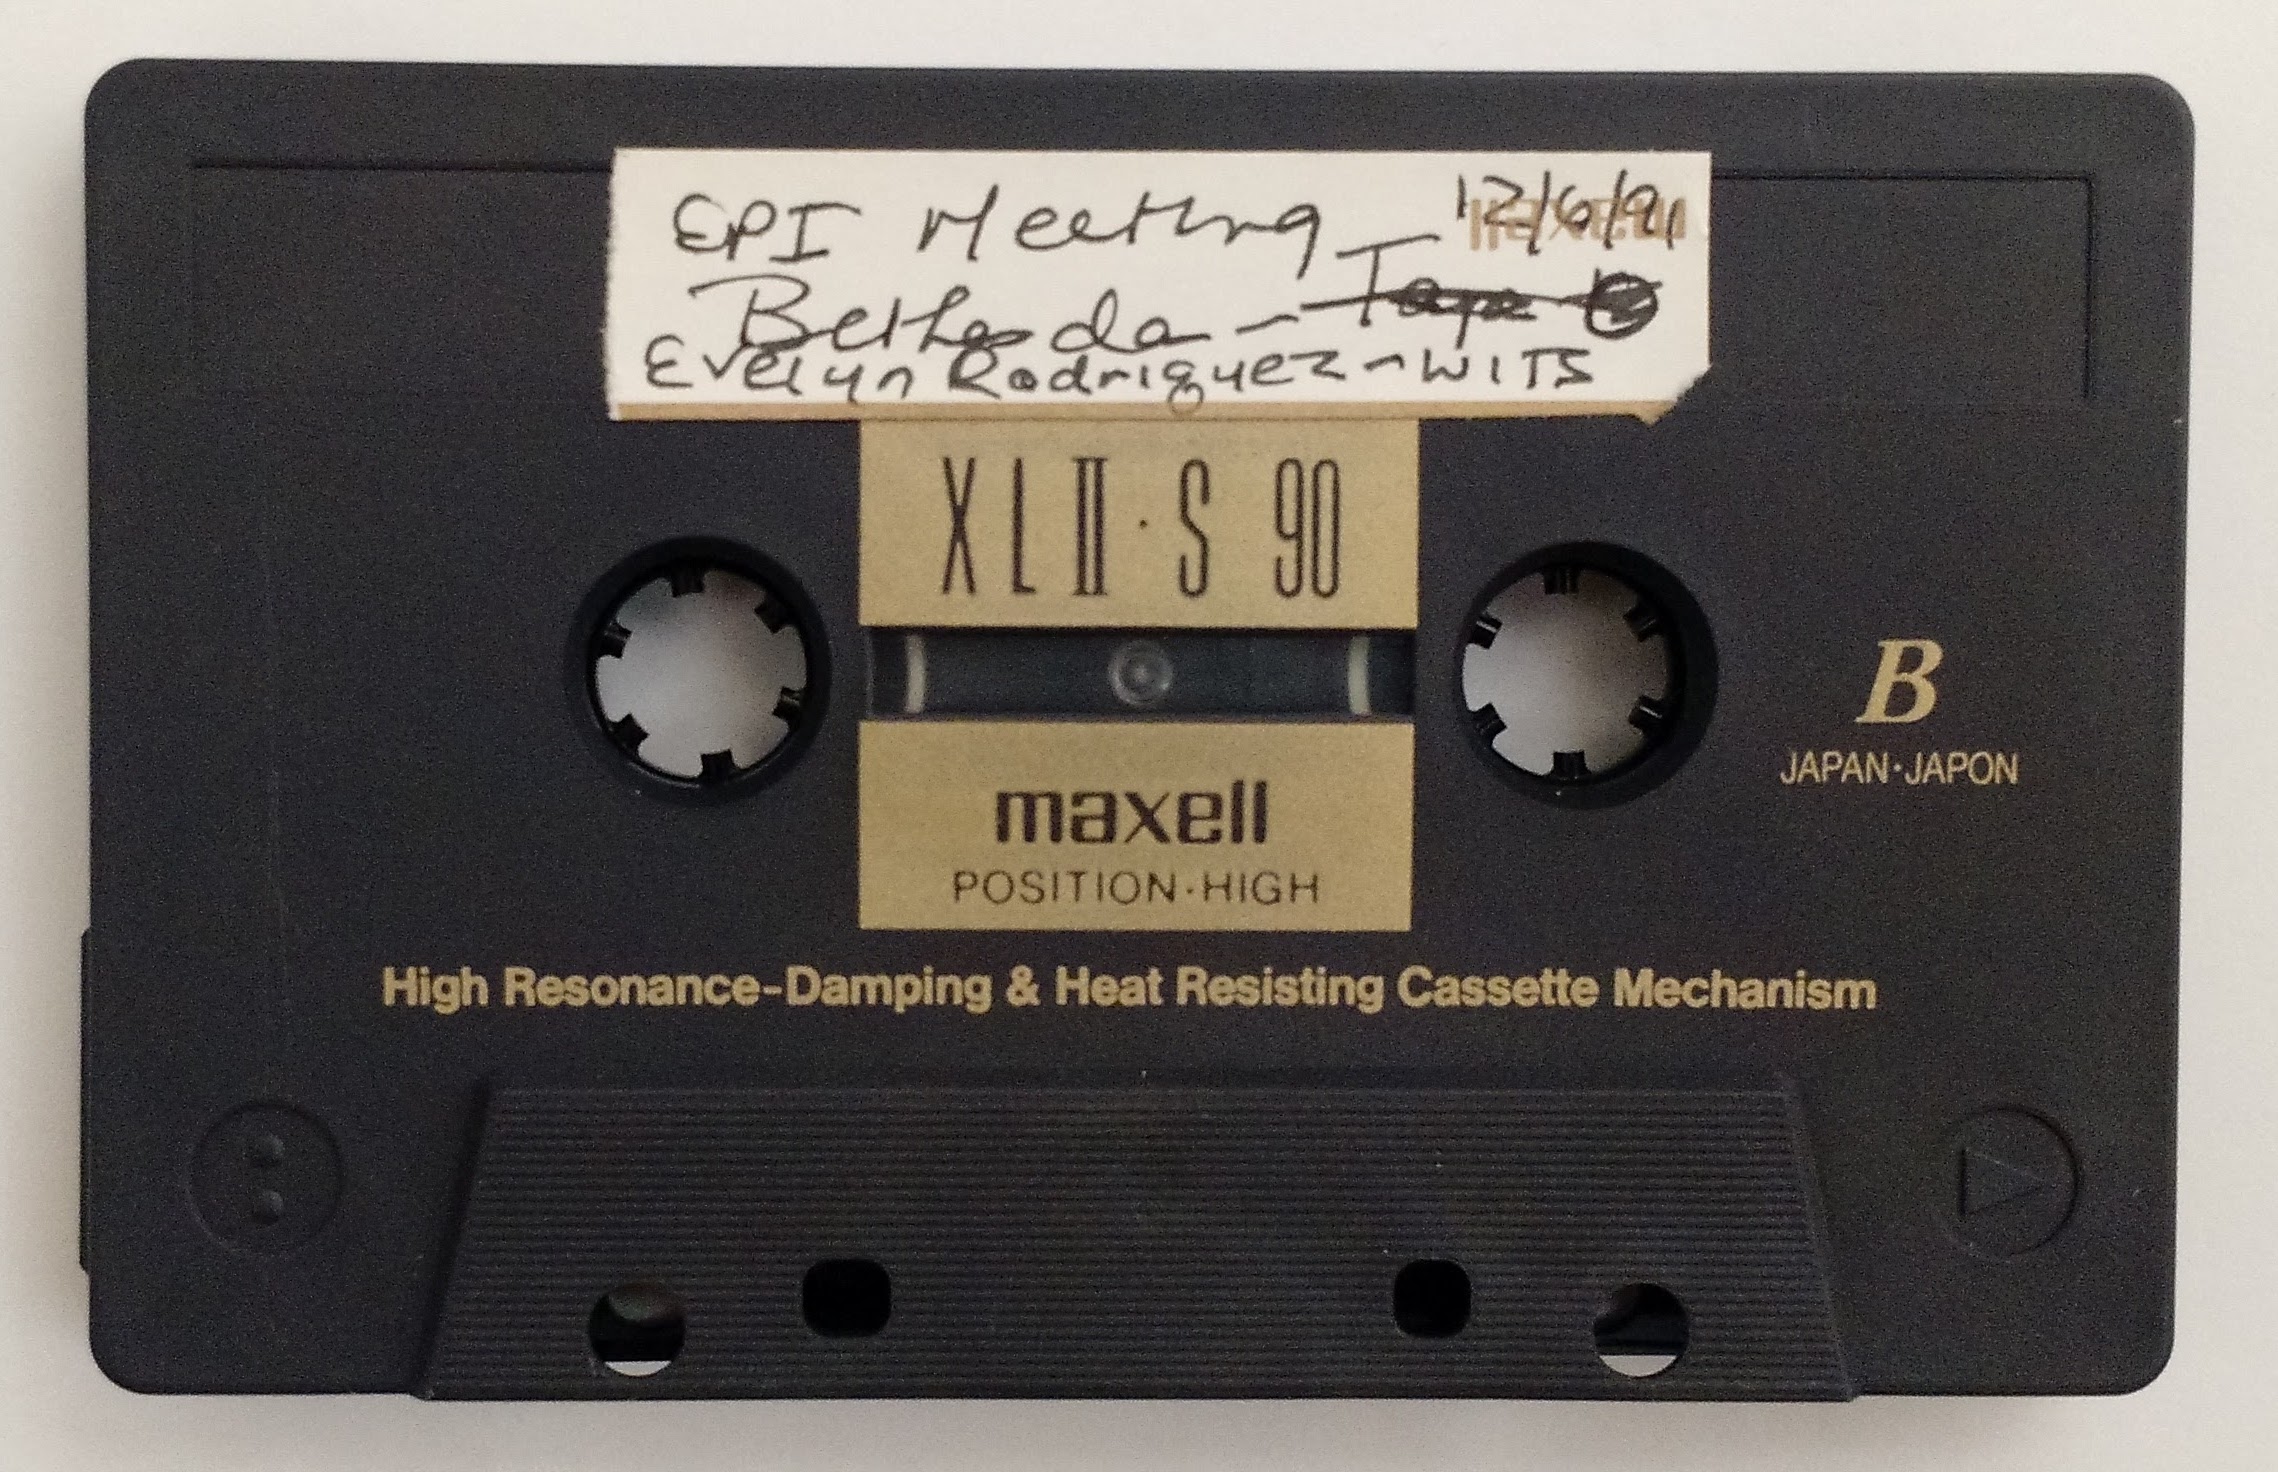 EPI Meeting 12/6/91
maxell
Bethesda - Tape
Evelyn Rodriguez - WITS
XLII·S 90
maxell
POSITION·HIGH
B
JAPAN·JAPON
High Resonance-Damping & Heat Resisting Cassette Mechanism